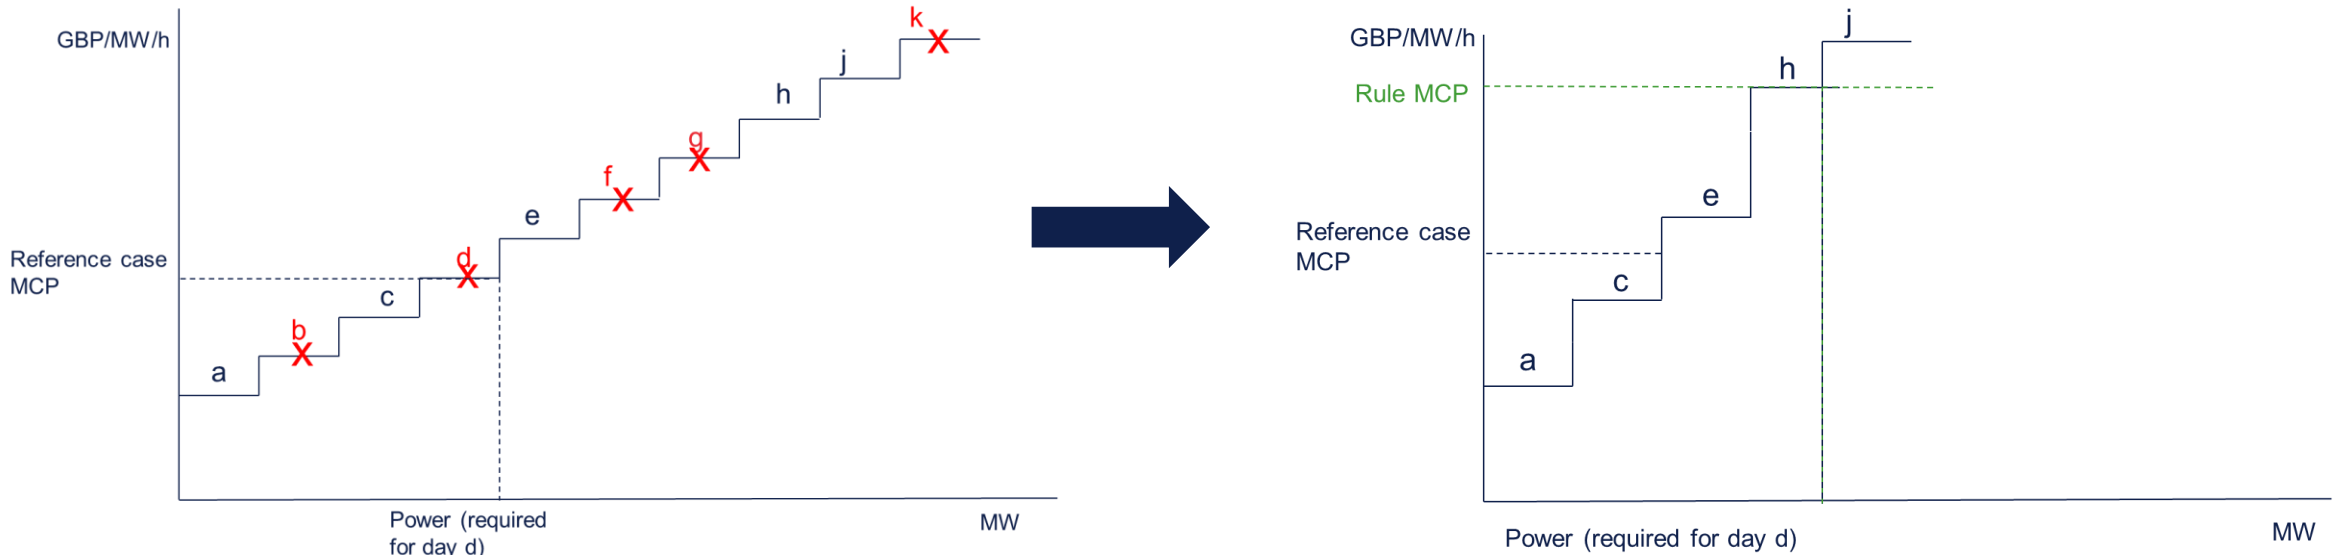 k
GBP/MW/h
j
h
g
f
e
d
Reference case
MCP
c
b
a
Power (required
for day d)
MW
j
GBP/MW/h
h
Rule MCP
e
Reference case
MCP
c
a
Power (required for day d)
MW